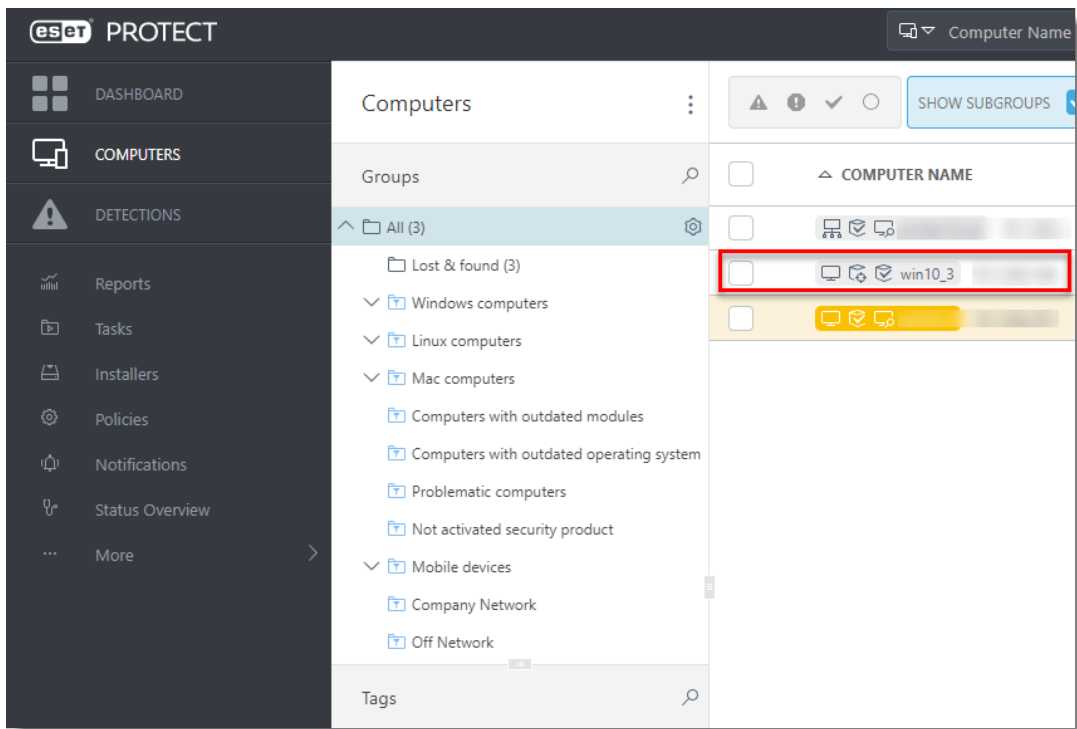 eset PROTECT
Computer Name
DASHBOARD
COMPUTERS
DETECTIONS
Reports
Tasks
Installers
Policies
Notifications
Status Overview
More
Computers
Groups
All (3)
Lost & found (3)
Windows computers
Linux computers
Mac computers
Computers with outdated modules
Computers with outdated operating system
Problematic computers
Not activated security product
Mobile devices
Company Network
Off Network
Tags
SHOW SUBGROUPS
COMPUTER NAME
win10_3